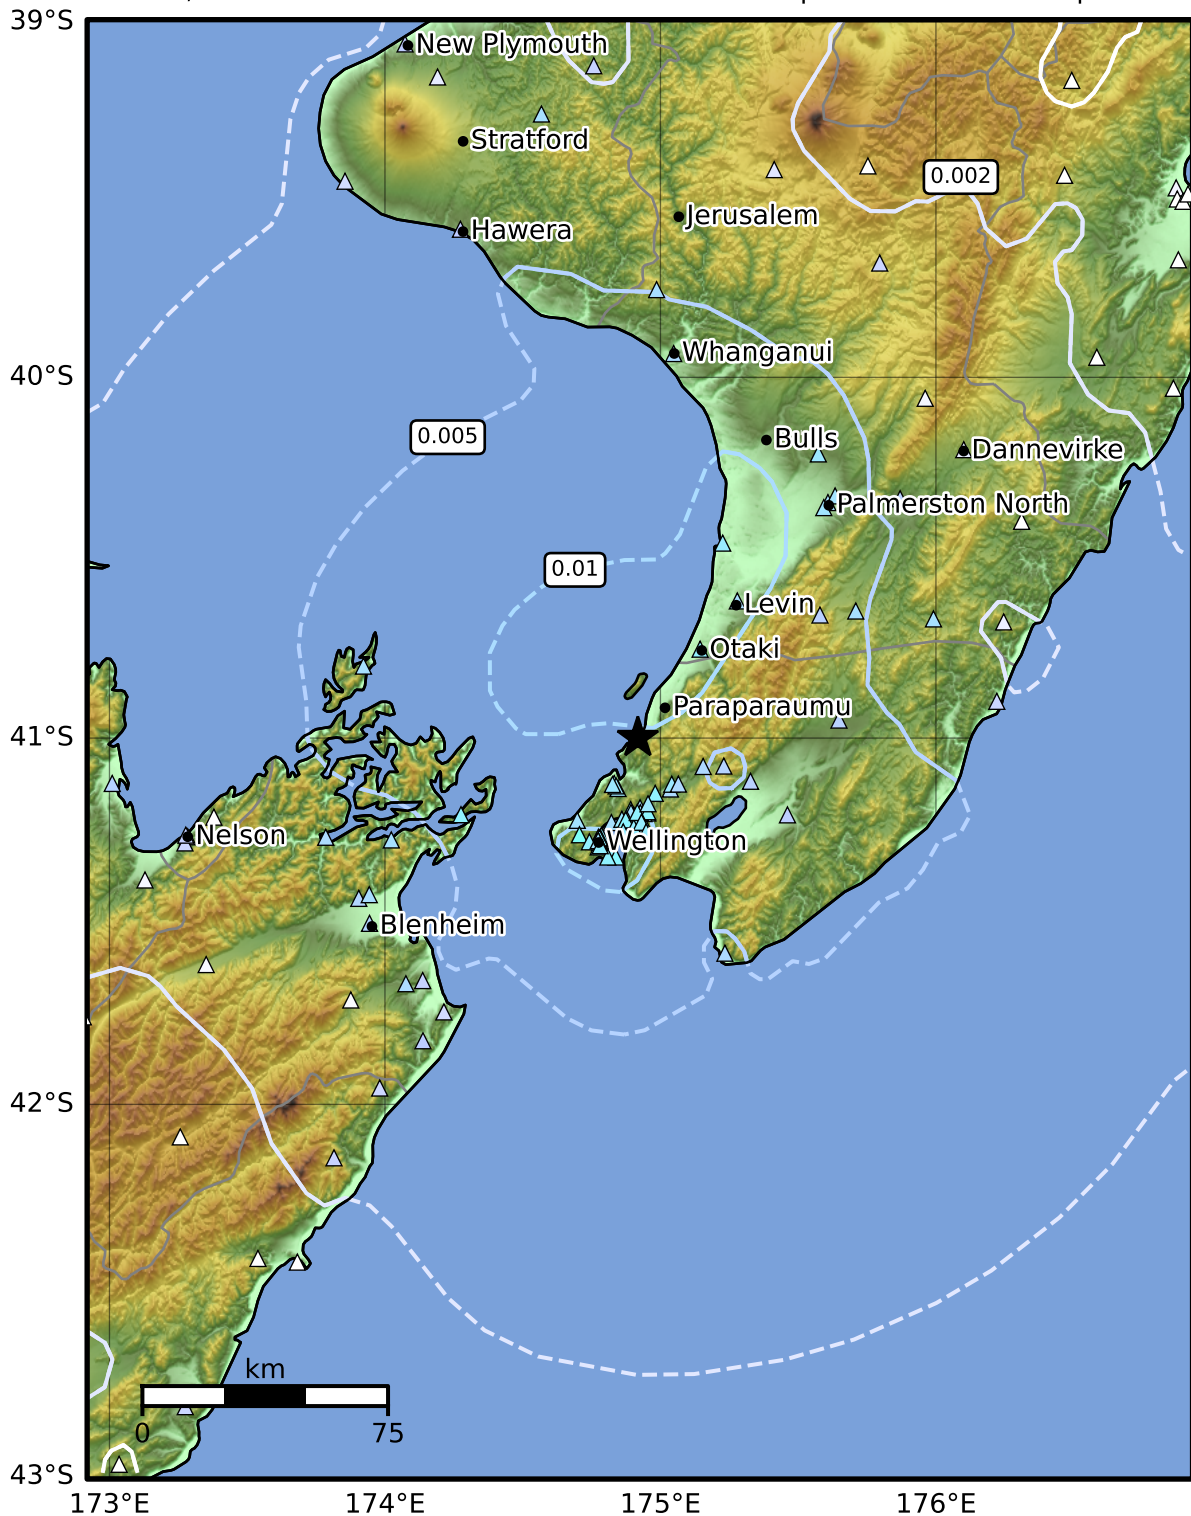 39°S
New Plymouth
Stratford
0.002
Jerusalem
Hawera
Whanganui
40°S
0.005
Bulls
Dannevirke
Palmerston North
0.01
Levin
Otaki
Paraparaumu
41°S
Nelson
Wellington
Blenheim
42°S
km
0 75
43°S
173°E 174°E 175°E 176°E